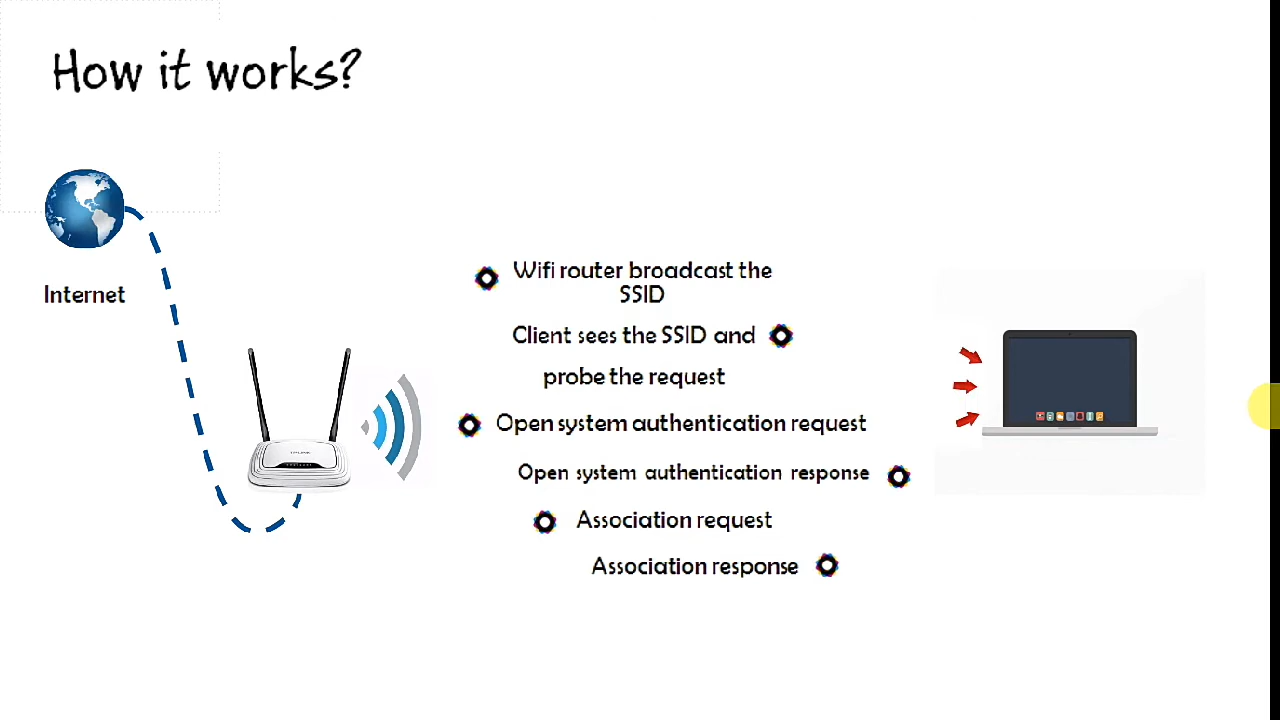 How it works?
Internet
Wifi router broadcast the
SSID
Client sees the SSID and
probe the request
Open system authentication request
Open system authentication response
Association request
Association response